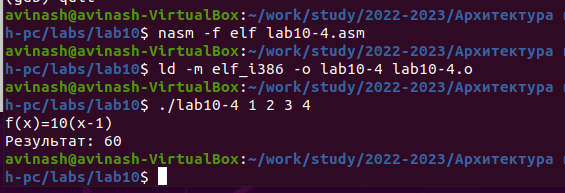 (gdb) quit
avinash@avinash-VirtualBox:~/work/study/2022-2023/Архитектура
h-pc/labs/lab10$ nasm -f elf lab10-4.asm
avinash@avinash-VirtualBox:~/work/study/2022-2023/Архитектура
h-pc/labs/lab10$ ld -m elf_i386 -o lab10-4 lab10-4.o
avinash@avinash-VirtualBox:~/work/study/2022-2023/Архитектура
h-pc/labs/lab10$ ./lab10-4 1 2 3 4
f(x)=10(x-1)
Результат: 60
avinash@avinash-VirtualBox:~/work/study/2022-2023/Архитектура
h-pc/labs/lab10$